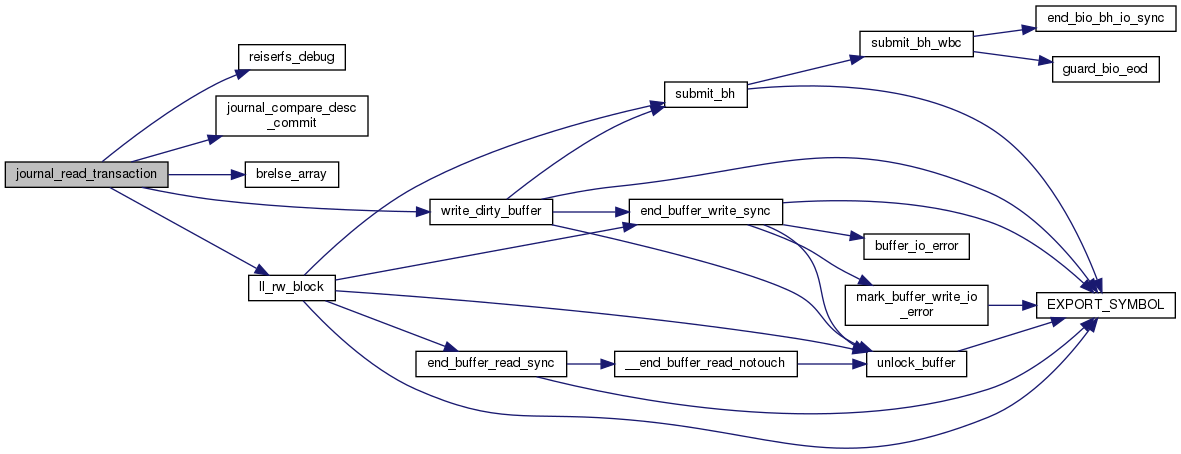 end_bio_bh_io_sync
submit_bh_wbc
reiserfs_debug
guard_bio_eod
submit_bh
journal_compare_desc
_commit
journal_read_transaction
brelse_array
write_dirty_buffer
end_buffer_write_sync
buffer_io_error
ll_rw_block
mark_buffer_write_io
_error
EXPORT_SYMBOL
end_buffer_read_sync
__end_buffer_read_notouch
unlock_buffer